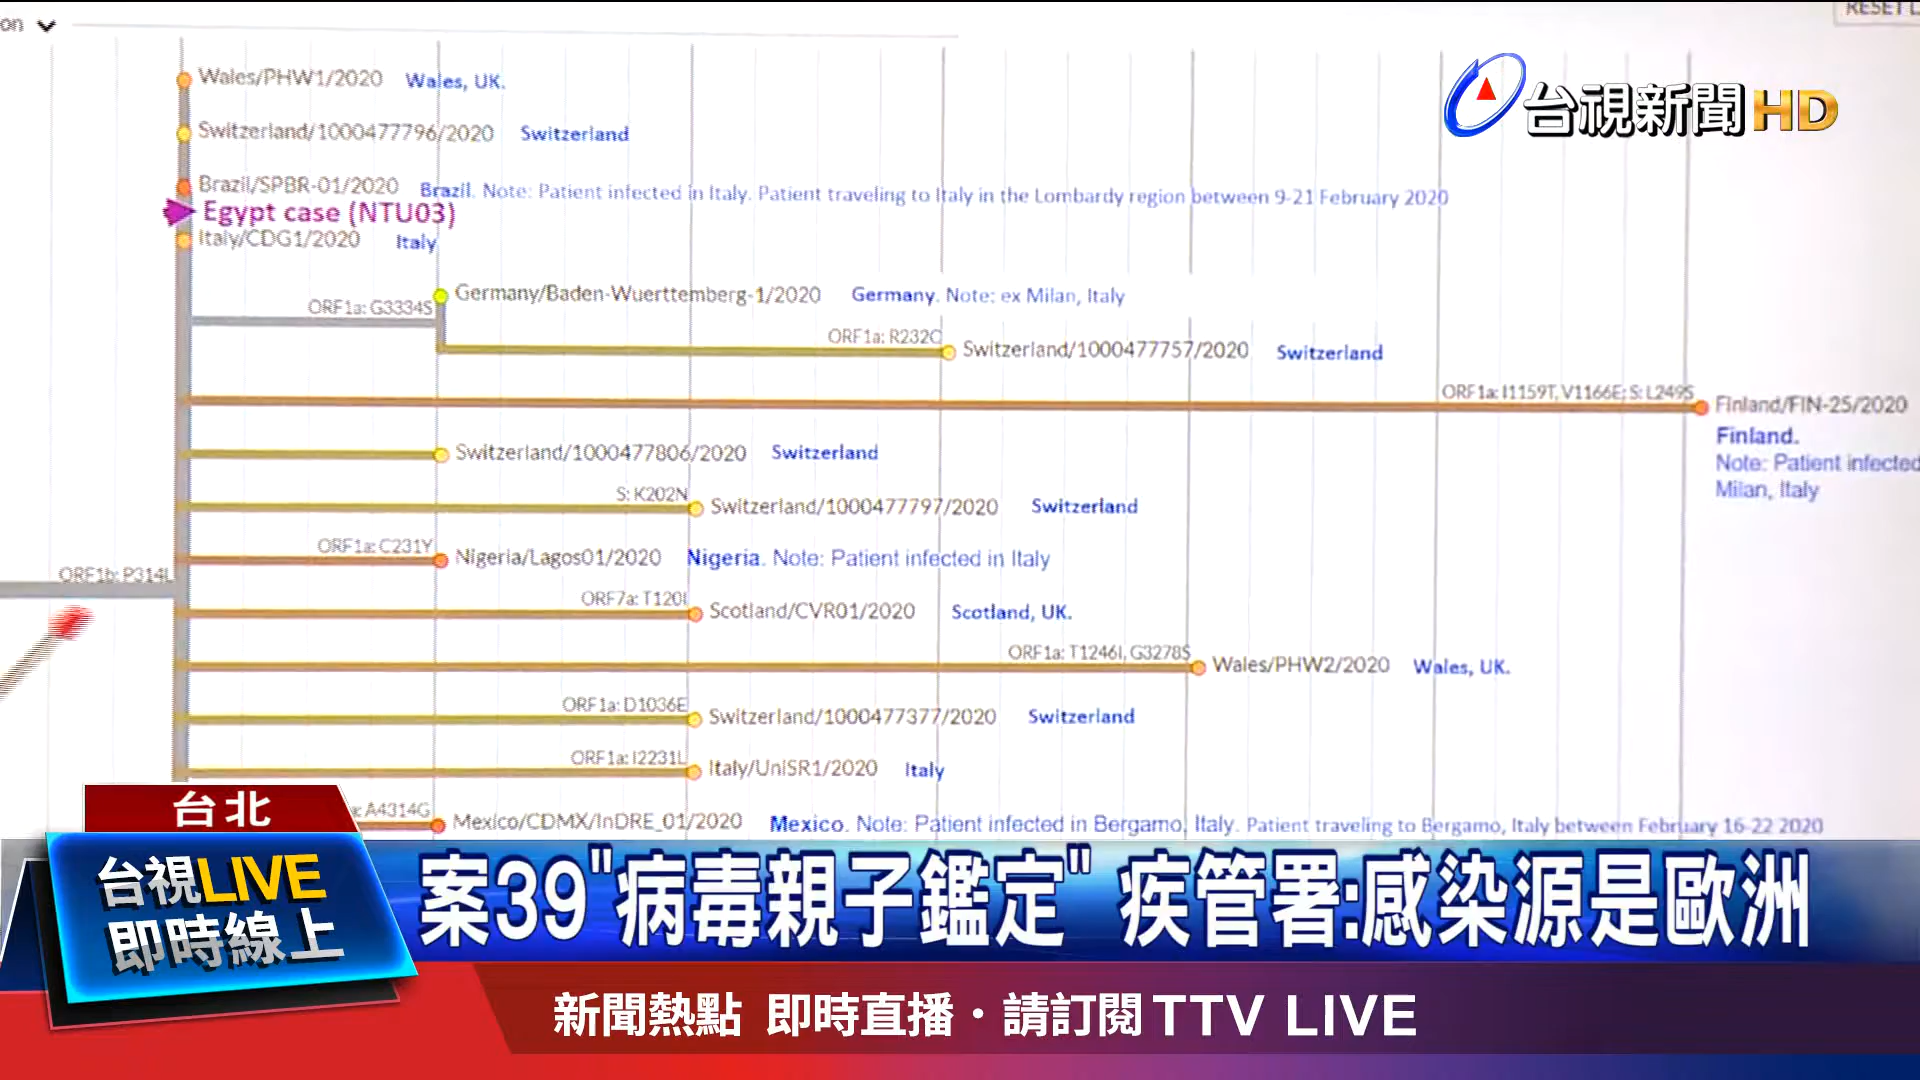 on
RESET L
台視新聞HD
Wales/PHW1/2020 Wales, UK.
Switzerland/1000477796/2020 Switzerland
Brazil/SPBR-01/2020 Brazil. Note: Patient infected in Italy. Patient traveling to Italy in the Lombardy region between 9-21 February 2020
Egypt case (NTU03)
Italy/CDG1/2020 Italy
ORF1a: G3334S
Germany/Baden-Wuerttemberg-1/2020 Germany. Note: ex Milan, Italy
ORF1a: R232C
Switzerland/1000477757/2020 Switzerland
ORF1a: I1159T, V1166E; S: L249S
Finland/FIN-25/2020
Finland.
Note: Patient infected
Milan, Italy
Switzerland/1000477806/2020 Switzerland
S: K202N
Switzerland/1000477797/2020 Switzerland
ORF1a: C231Y
Nigeria/Lagos01/2020 Nigeria. Note: Patient infected in Italy
ORF1b: P314L
ORF7a: T120I
Scotland/CVR01/2020 Scotland, UK.
ORF1a: T1246I, G3278S
Wales/PHW2/2020 Wales, UK.
ORF1a: D1036E
Switzerland/1000477377/2020 Switzerland
ORF1a: I2231L
Italy/UniSR1/2020 Italy
: A4314G
Mexico/CDMX/InDRE_01/2020 Mexico. Note: Patient infected in Bergamo, Italy. Patient traveling to Bergamo, Italy between February 16-22 2020
台北
台視LIVE
即時線上
案39"病毒親子鑑定" 疾管署:感染源是歐洲
新聞熱點 即時直播・請訂閱TTV LIVE